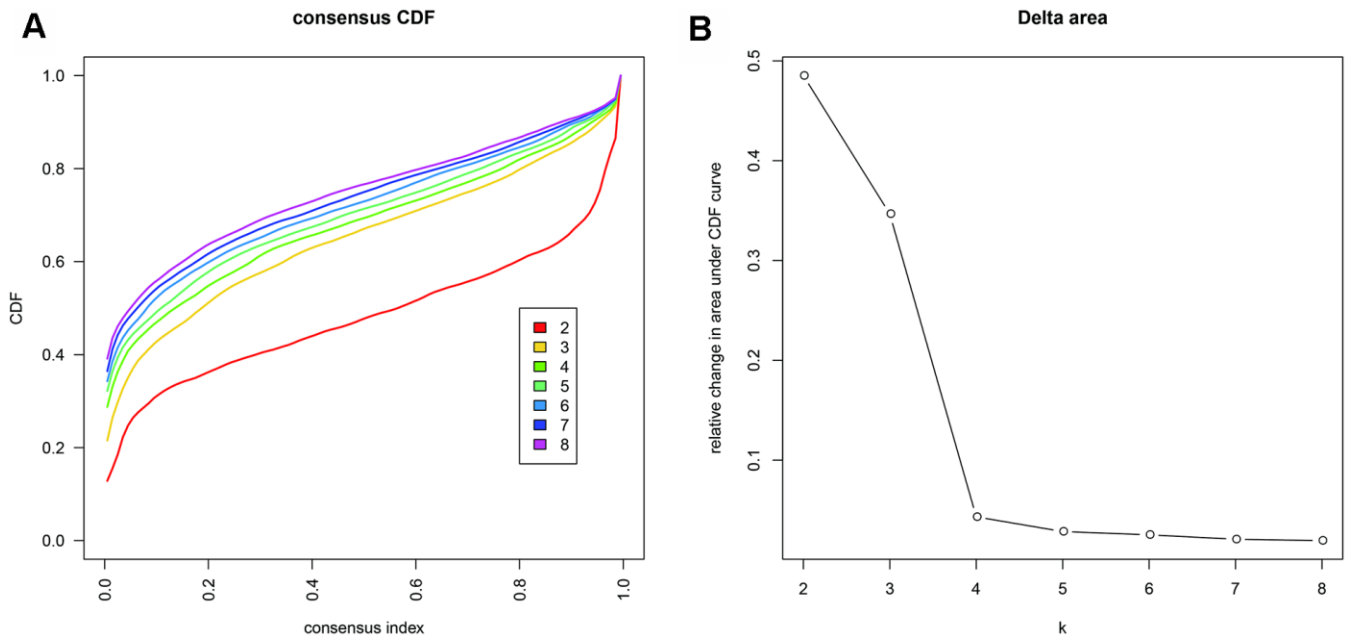 A
consensus CDF
CDF
1.0
0.8
0.6
0.4
0.2
0.0
2
3
4
5
6
7
8
0.0 0.2 0.4 0.6 0.8 1.0
consensus index
B
Delta area
relative change in area under CDF curve
0.5
0.4
0.3
0.2
0.1
2 3 4 5 6 7 8
k